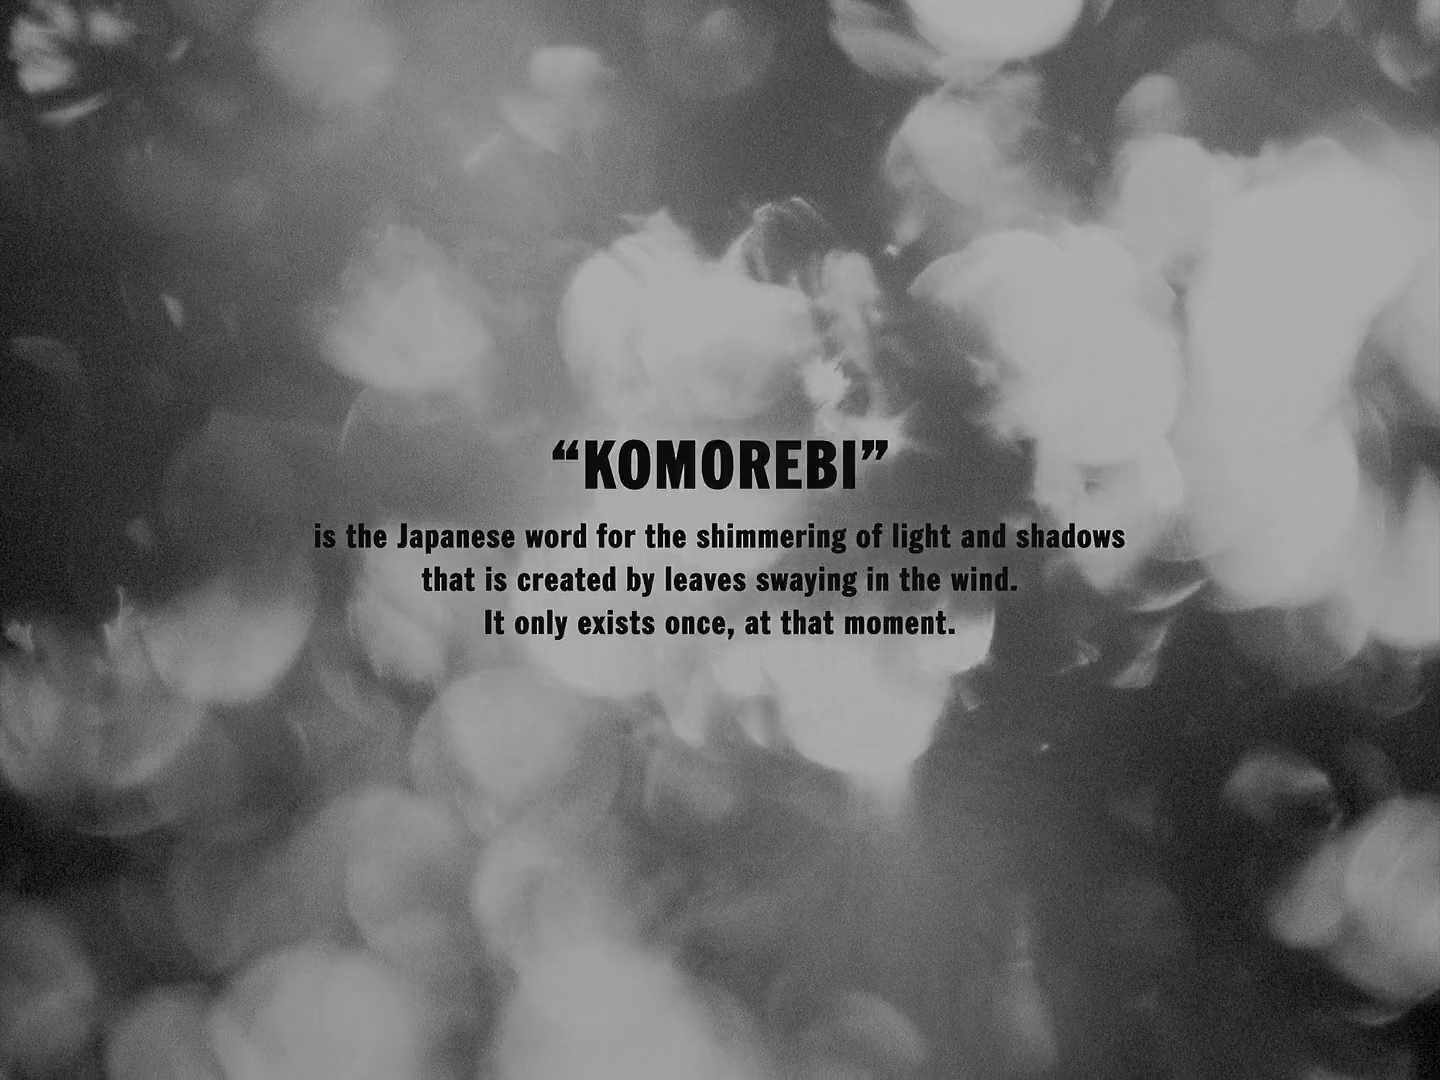 “KOMOREBI”
is the Japanese word for the shimmering of light and shadows
that is created by leaves swaying in the wind.
It only exists once, at that moment.